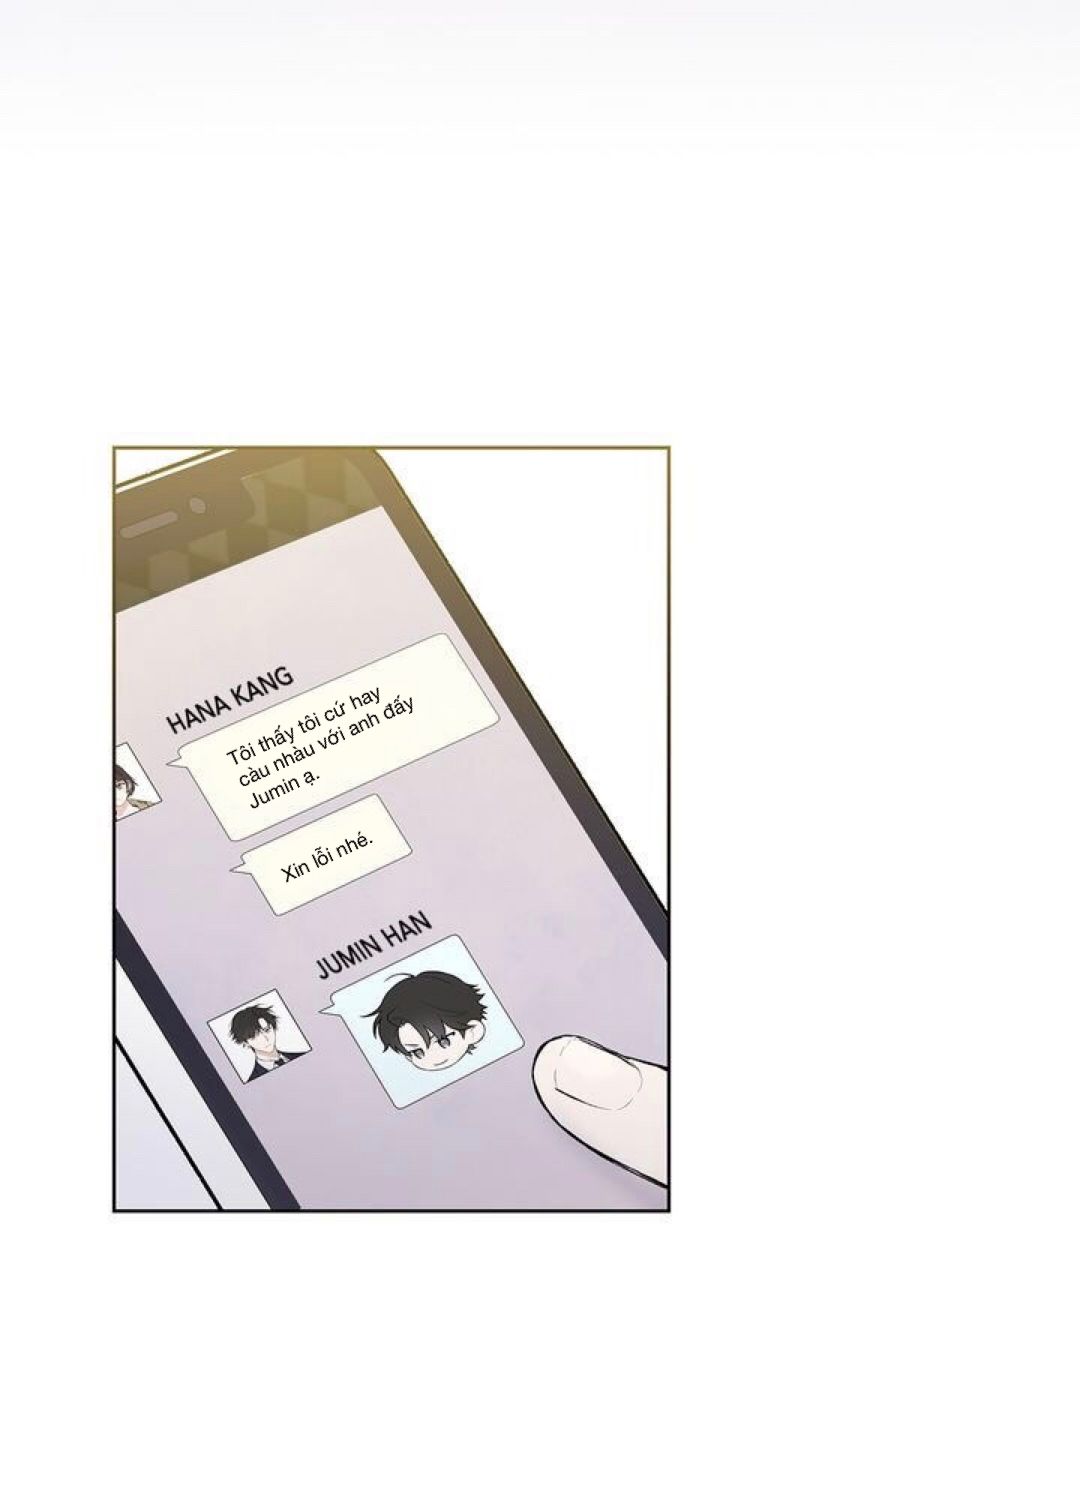 HANA KANG
Tôi thấy tôi cứ hay
càu nhàu với anh đấy
Jumin ạ.
Xin lỗi nhé.
JUMIN HAN